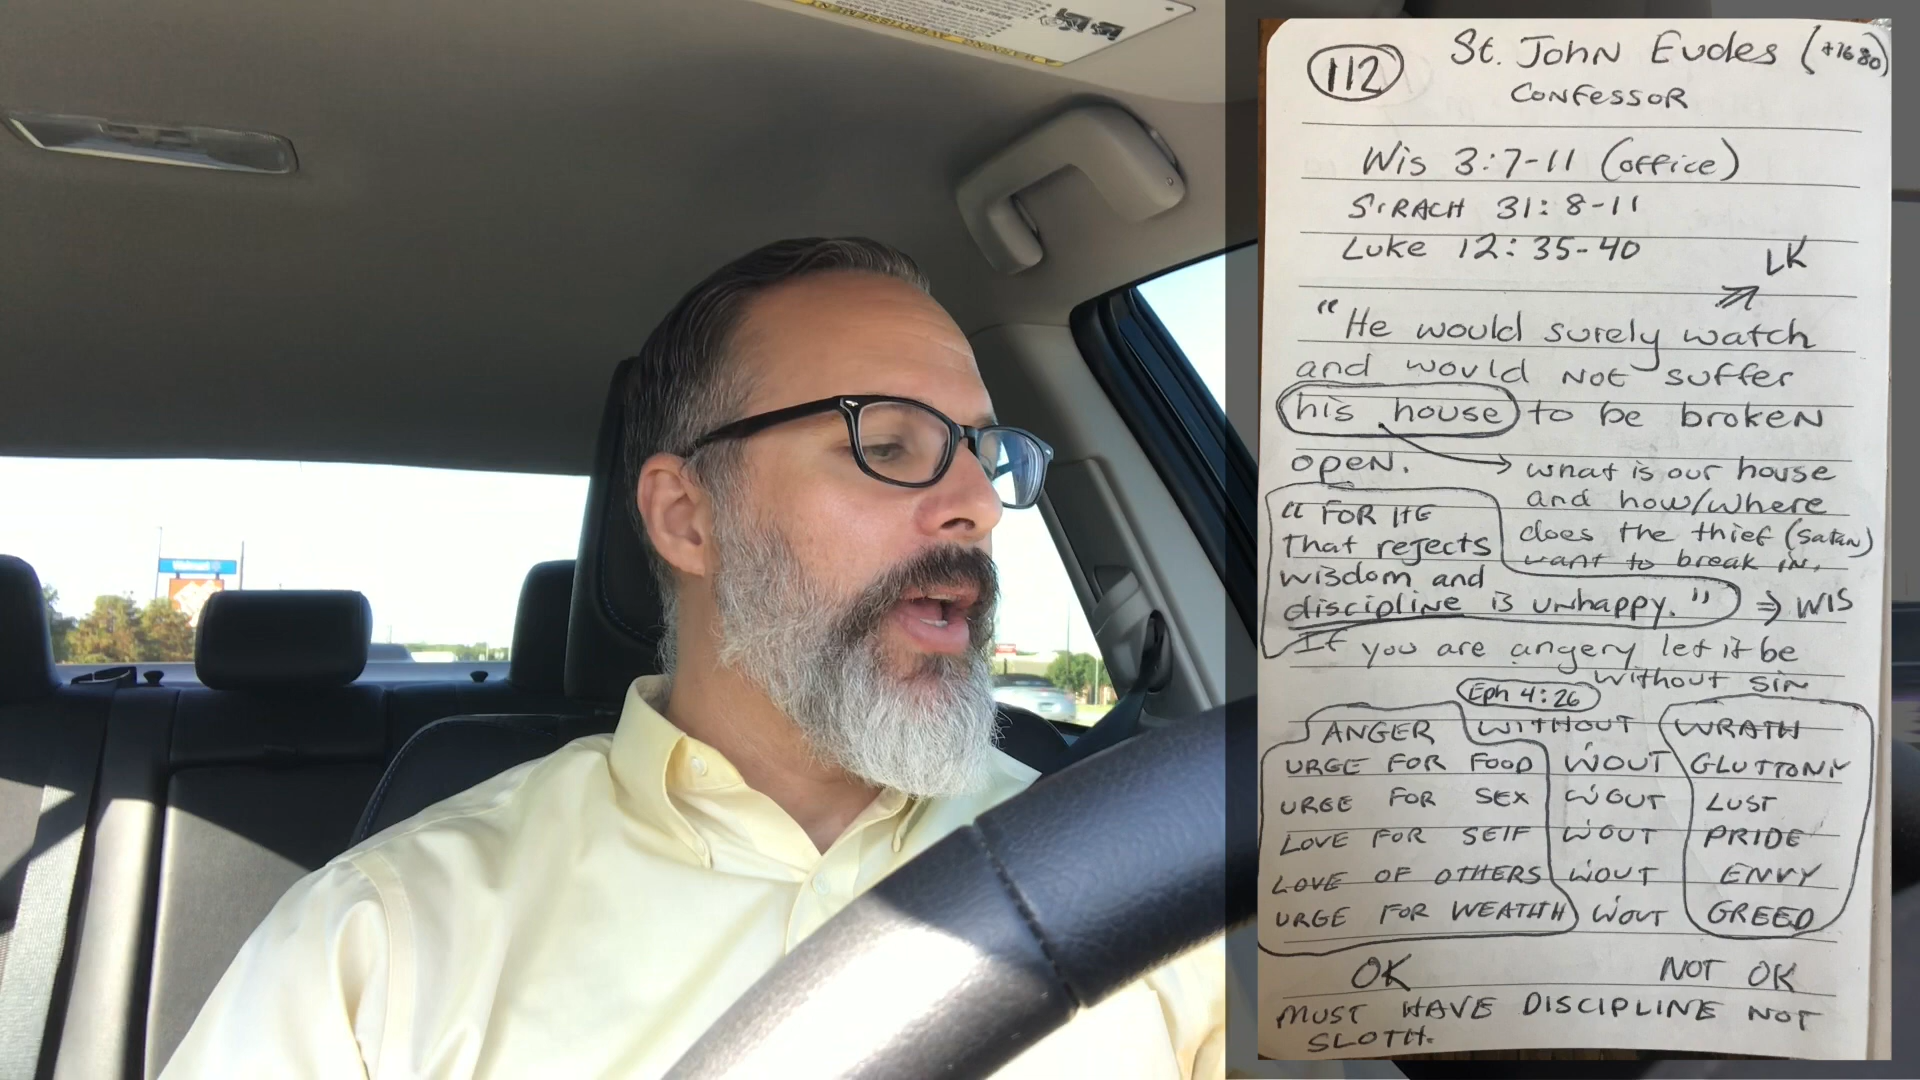 WARNING
AVERTISSEMENT
Walmart
112
St. JOHN EUDES (+1680)
CONFESSOR
Wis 3:7-11 (office)
SIRACH 31:8-11
Luke 12:35-40
LK
"He would surely watch
and would NOT suffer
his house to be broken
open.
what is our house
and how/where
does the thief (Satan)
want to break in.
"FOR HE
That rejects
wisdom and
discipline is unhappy." ⇒ WIS
If you are angery let it be
without sin
Eph 4:26
ANGER WITHOUT WRATH
URGE FOR FOOD W'OUT GLUTTONY
URGE FOR SEX W'OUT LUST
LOVE FOR SELF W'OUT PRIDE
LOVE OF OTHERS W'OUT ENVY
URGE FOR WEALTH W'OUT GREED
OK NOT OK
MUST HAVE DISCIPLINE NOT
SLOTH.